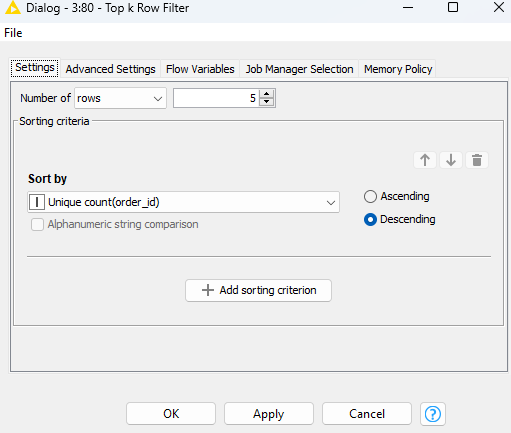 Dialog - 3:80 - Top k Row Filter
File
Settings Advanced Settings Flow Variables Job Manager Selection Memory Policy
Number of rows 5
Sorting criteria
Sort by
I Unique count(order_id)
Ascending
Alphanumeric string comparison
Descending
+ Add sorting criterion
OK Apply Cancel ?